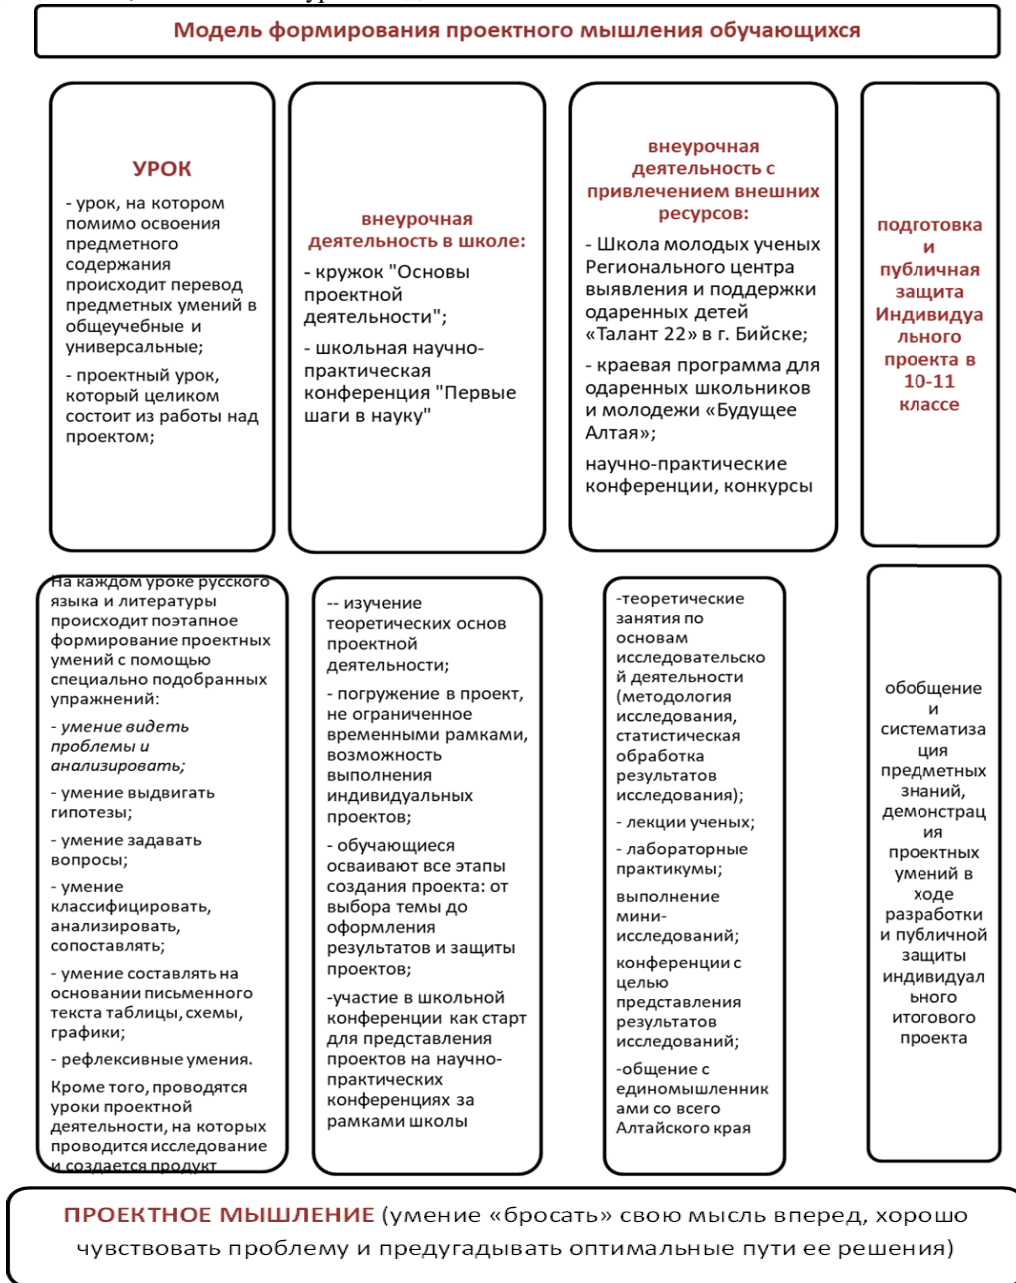 Модель формирования проектного мышления обучающихся
УРОК
- урок, на котором
помимо освоения
предметного
содержания
происходит перевод
предметных умений в
общеучебные и
универсальные;
- проектный урок,
который целиком
состоит из работы над
проектом;
внеурочная
деятельность в школе:
- кружок "Основы
проектной
деятельности";
- школьная научно-
практическая
конференция "Первые
шаги в науку"
внеурочная
деятельность с
привлечением внешних
ресурсов:
- Школа молодых ученых
Регионального центра
выявления и поддержки
одаренных детей
«Талант 22» в г. Бийске;
- краевая программа для
одаренных школьников
и молодежи «Будущее
Алтая»;
научно-практические
конференции, конкурсы
подготовка
и
публичная
защита
Индивидуа
льного
проекта в
10-11
классе
На каждом уроке русского
языка и литературы
происходит поэтапное
формирование проектных
умений с помощью
специально подобранных
упражнений:
- умение видеть
проблемы и
анализировать;
- умение выдвигать
гипотезы;
- умение задавать
вопросы;
- умение
классифицировать,
анализировать,
сопоставлять;
- умение составлять на
основании письменного
текста таблицы, схемы,
графики;
- рефлексивные умения.
Кроме того, проводятся
уроки проектной
деятельности, на которых
проводится исследование
и создается продукт
-- изучение
теоретических основ
проектной
деятельности;
- погружение в проект,
не ограниченное
временными рамками,
возможность
выполнения
индивидуальных
проектов;
- обучающиеся
осваивают все этапы
создания проекта: от
выбора темы до
оформления
результатов и защиты
проектов;
-участие в школьной
конференции как старт
для представления
проектов на научно-
практических
конференциях за
рамками школы
-теоретические
занятия по
основам
исследовательско
й деятельности
(методология
исследования,
статистическая
обработка
результатов
исследования);
- лекции ученых;
- лабораторные
практикумы;
выполнение
мини-
исследований;
конференции с
целью
представления
результатов
исследований;
-общение с
единомышленник
ами со всего
Алтайского края
обобщение
и
систематиза
ция
предметных
знаний,
демонстрац
ия
проектных
умений в
ходе
разработки
и публичной
защиты
индивидуал
ьного
итогового
проекта
ПРОЕКТНОЕ МЫШЛЕНИЕ (умение «бросать» свою мысль вперед, хорошо
чувствовать проблему и предугадывать оптимальные пути ее решения)